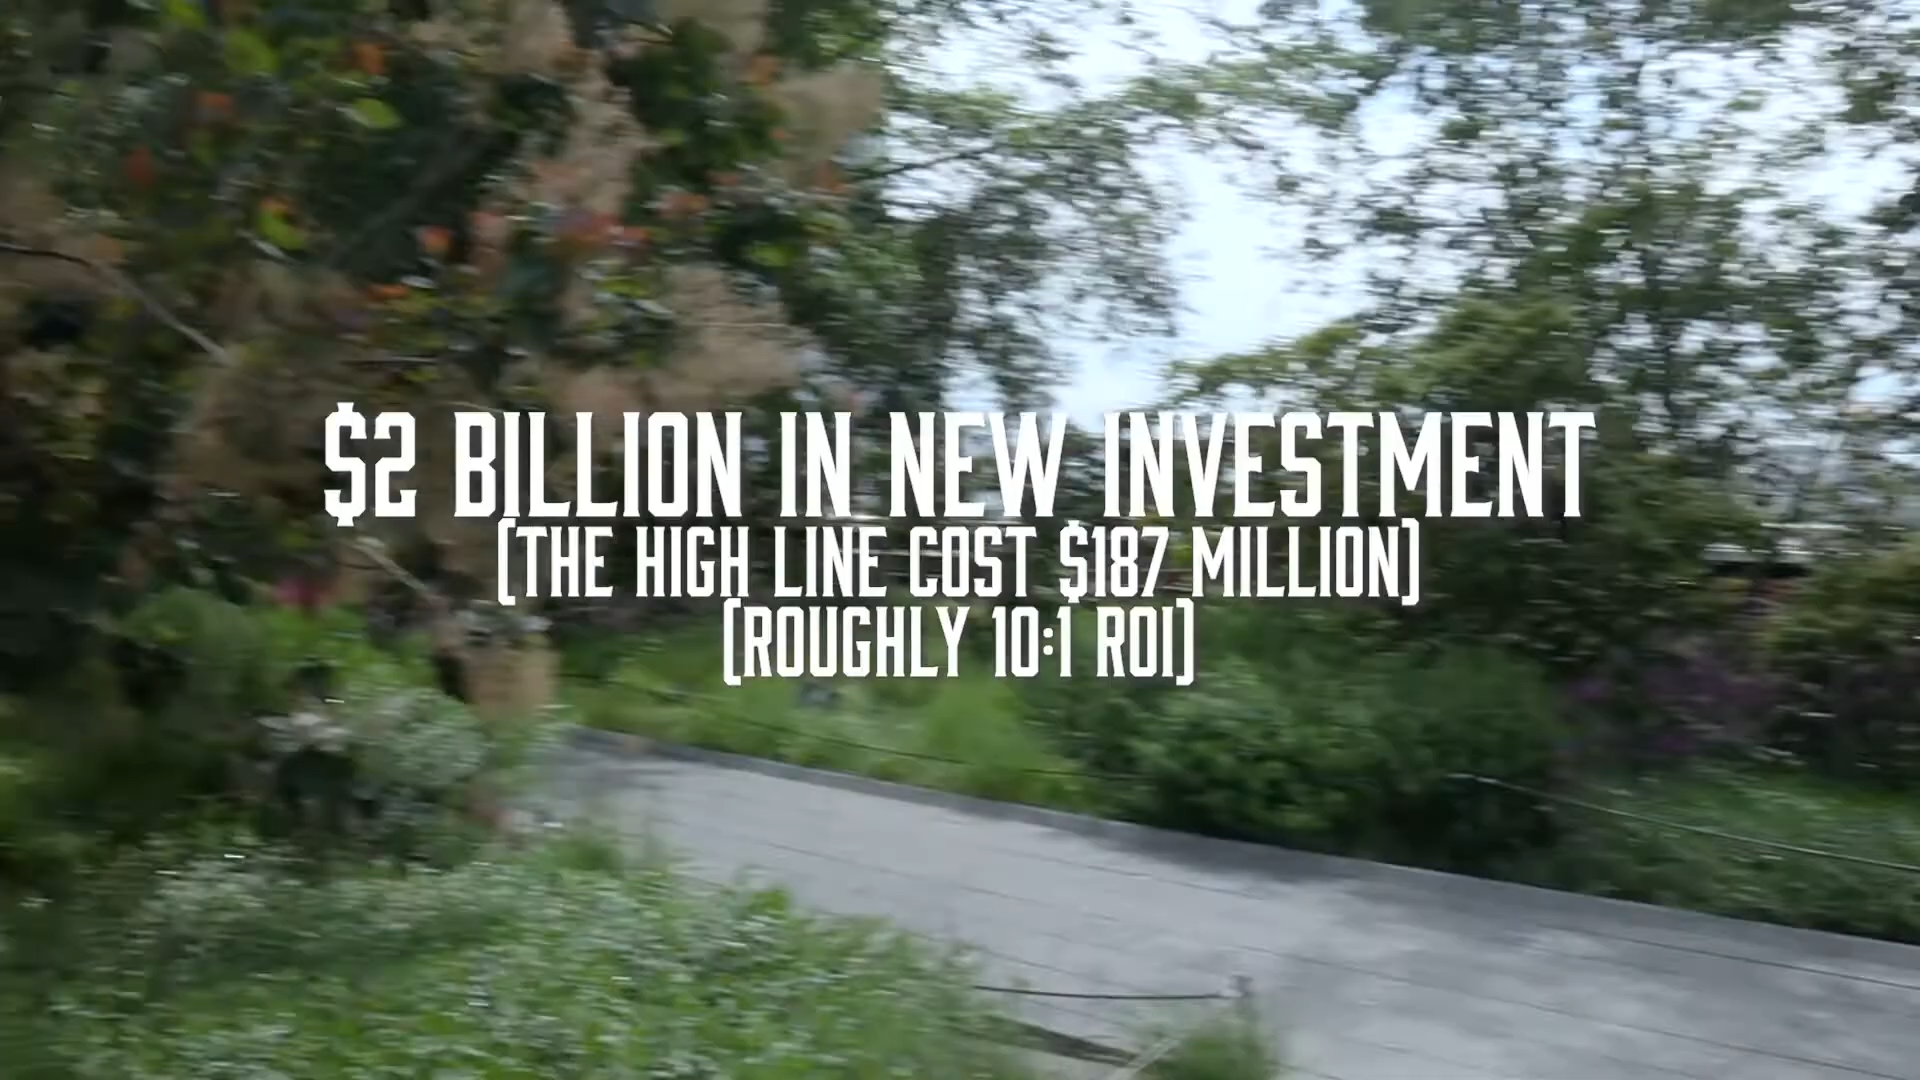 $2 BILLION IN NEW INVESTMENT
(THE HIGH LINE COST $187 MILLION)
(ROUGHLY 10:1 ROI)